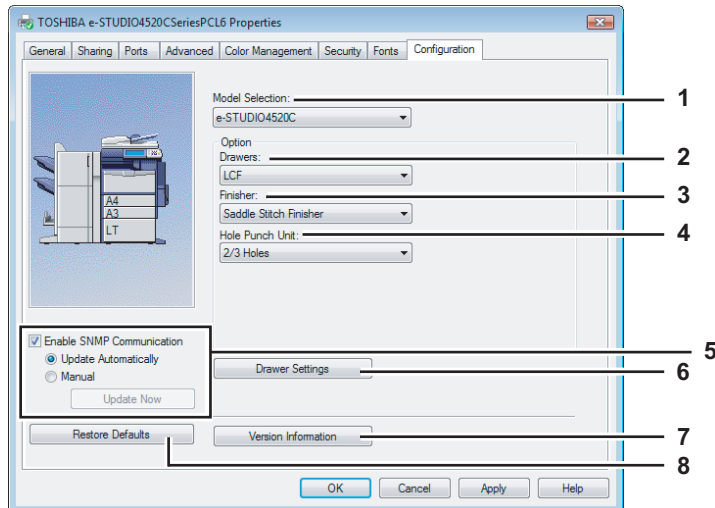 TOSHIBA e-STUDIO4520CSeriesPCL6 Properties
General Sharing Ports Advanced Color Management Security Fonts Configuration
Model Selection:
1
e-STUDIO4520C
Option
Drawers:
2
LCF
Finisher:
3
Saddle Stitch Finisher
Hole Punch Unit:
4
2/3 Holes
A4
A3
LT
Enable SNMP Communication
5
Update Automatically
Manual
Update Now
Drawer Settings
6
Restore Defaults
Version Information
7
8
OK Cancel Apply Help